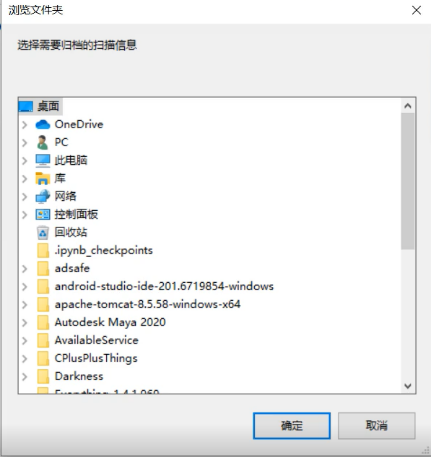 浏览文件夹
选择需要归档的扫描信息
桌面
OneDrive
PC
此电脑
库
网络
控制面板
回收站
.ipynb_checkpoints
adsafe
android-studio-ide-201.6719854-windows
apache-tomcat-8.5.58-windows-x64
Autodesk Maya 2020
AvailableService
CPlusPlusThings
Darkness
确定
取消